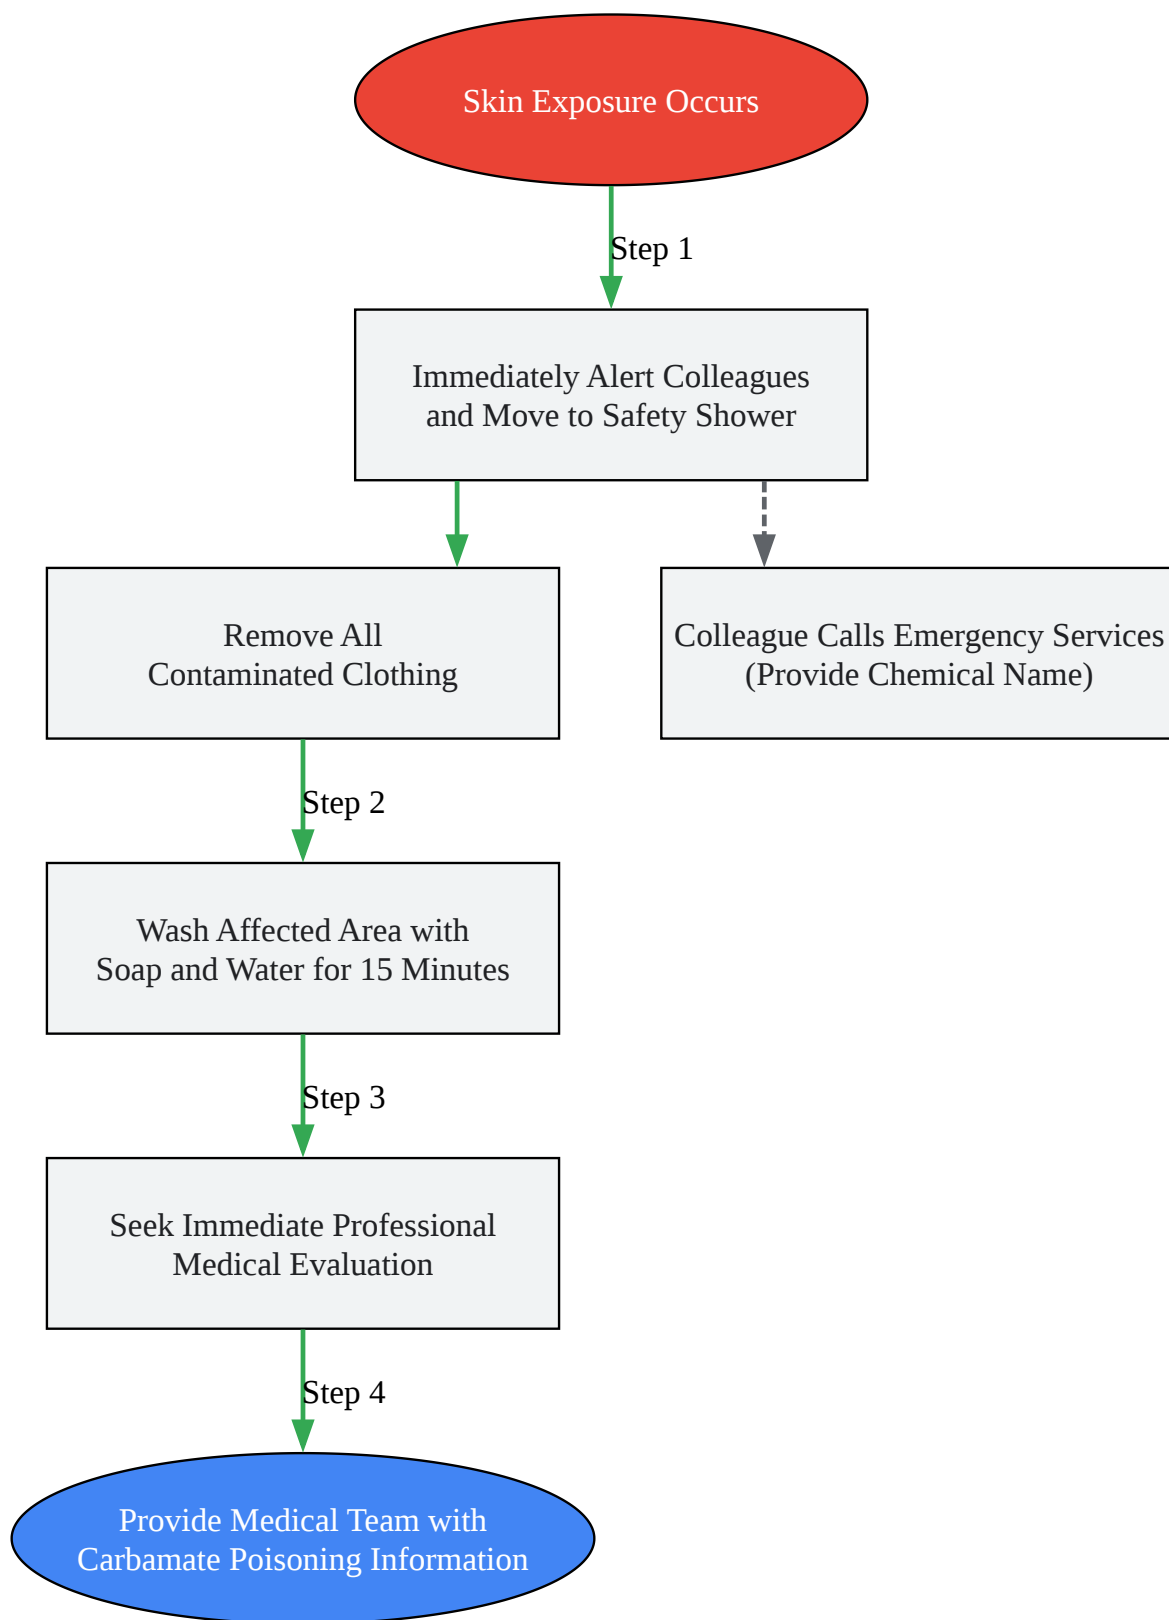 Skin Exposure Occurs
Step 1
Immediately Alert Colleagues
and Move to Safety Shower
Remove All
Contaminated Clothing
Colleague Calls Emergency Services
(Provide Chemical Name)
Step 2
Wash Affected Area with
Soap and Water for 15 Minutes
Step 3
Seek Immediate Professional
Medical Evaluation
Step 4
Provide Medical Team with
Carbamate Poisoning Information